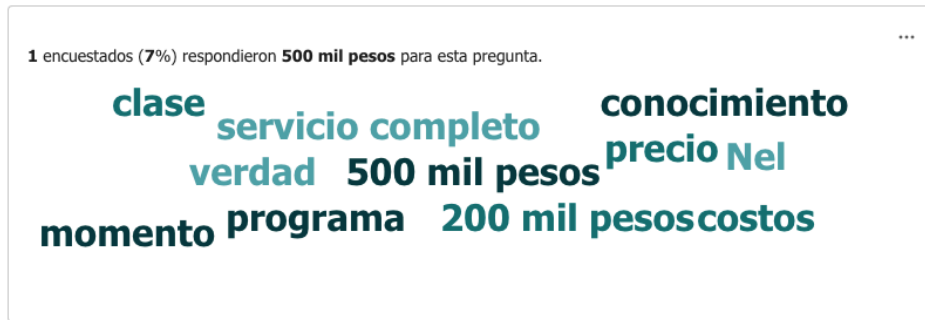 ...
1 encuestados (7%) respondieron 500 mil pesos para esta pregunta.
clase
conocimiento
servicio completo
precio
Nel
verdad
500 mil pesos
momento
programa
200 mil pesos
costos